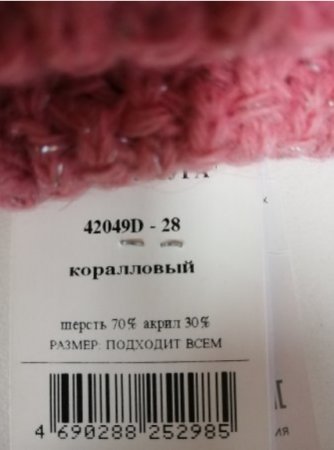 42049D - 28
коралловый
шерсть 70% акрил 30%
РАЗМЕР: ПОДХОДИТ ВСЕМ
4 690288 252985